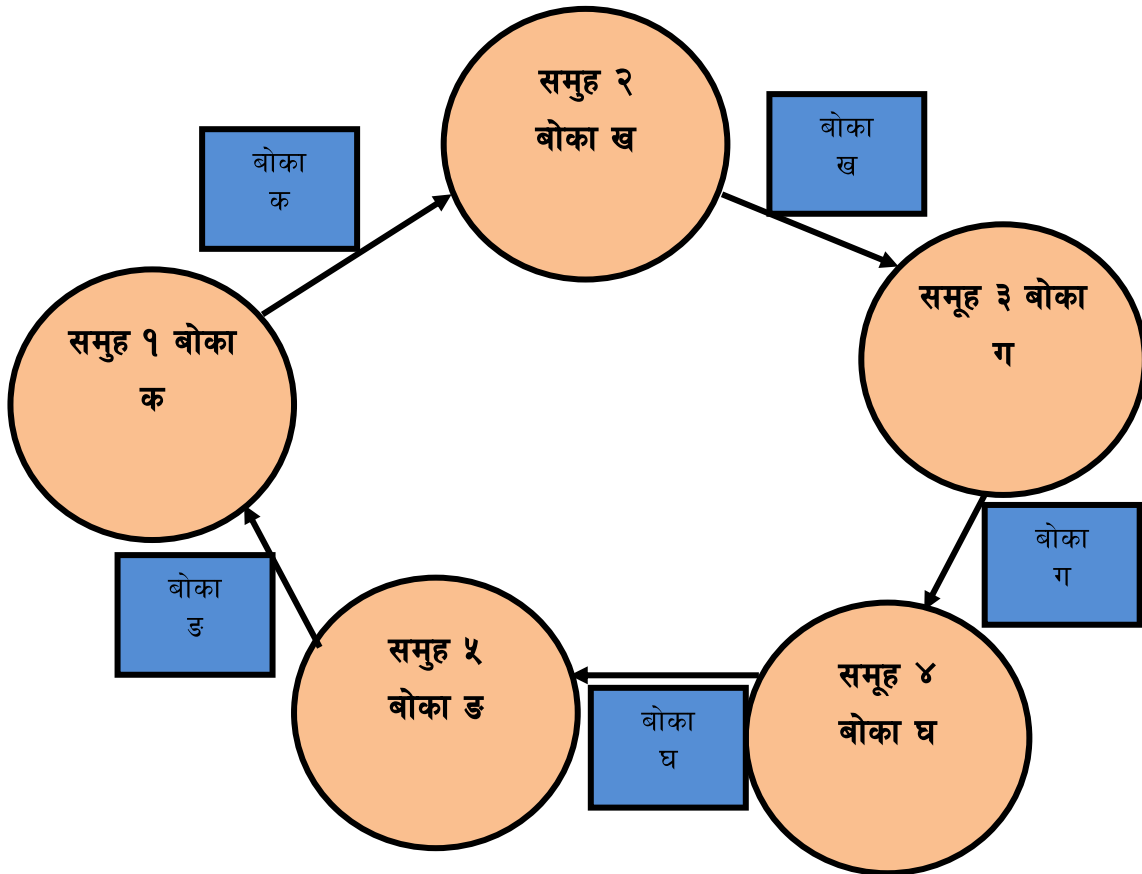 समुह २
बोका ख
बोका
ख
बोका
क
समूह ३ बोका
ग
समुह १ बोका
क
बोका
ग
बोका
ङ
समुह ५
बोका ङ
समूह ४
बोका घ
बोका
घ